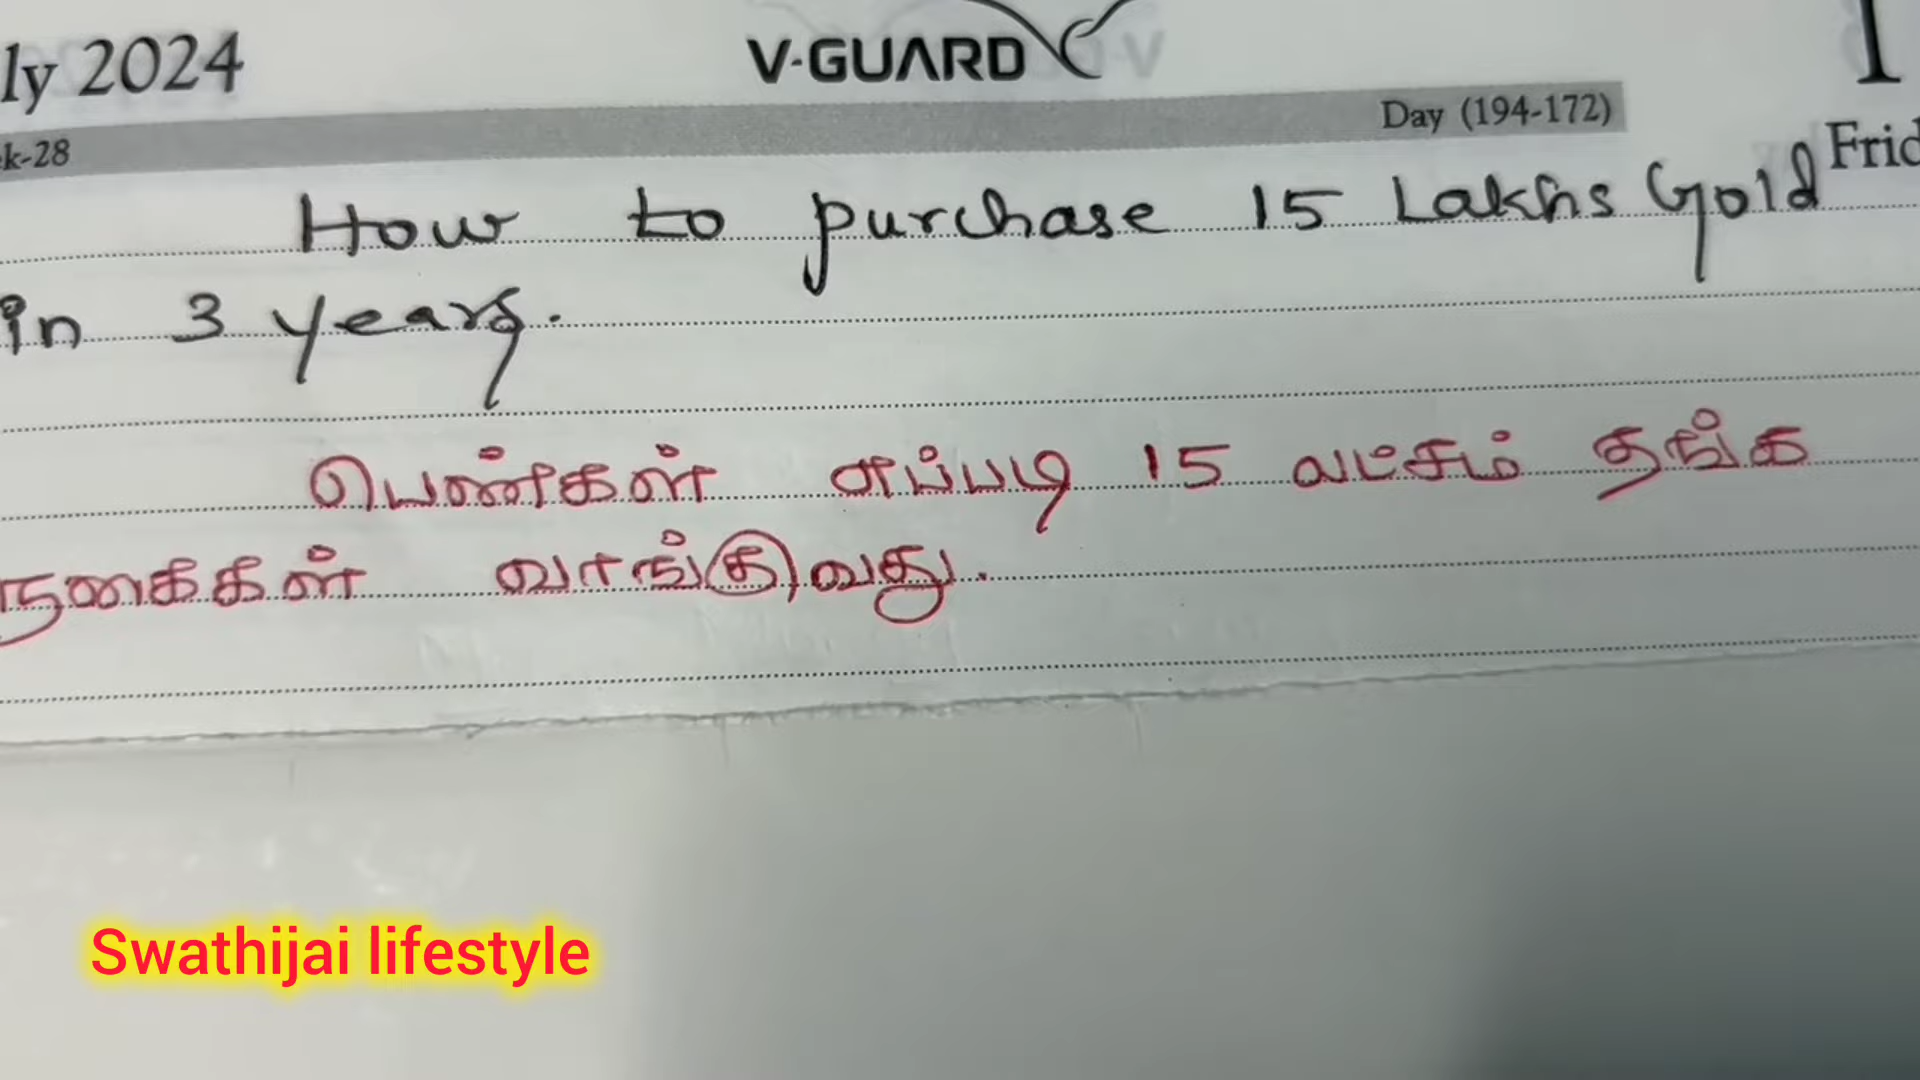 ly 2024
V-GUARD
k-28
Day (194-172)
Frid
How to purchase 15 Lakhs Gold
in 3 years.
பெண்கள் எப்படி 15 லட்சம் தங்க
நகைகள் வாங்குவது.
Swathijai lifestyle